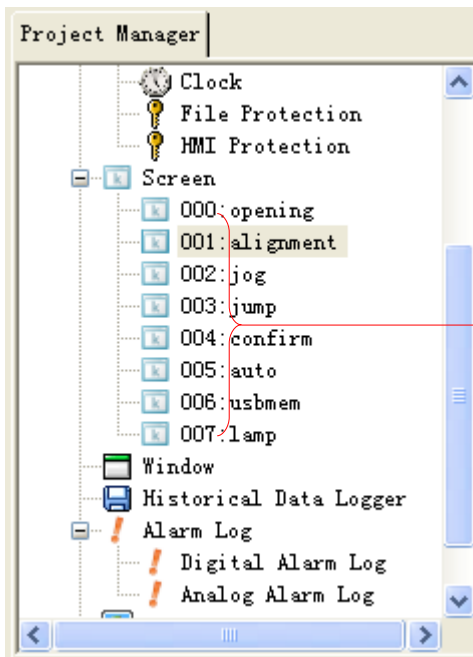 Project Manager
Clock
File Protection
HMI Protection
Screen
000:opening
001:alignment
002:jog
003:jump
004:confirm
005:auto
006:usbmem
007:lamp
Window
Historical Data Logger
Alarm Log
Digital Alarm Log
Analog Alarm Log